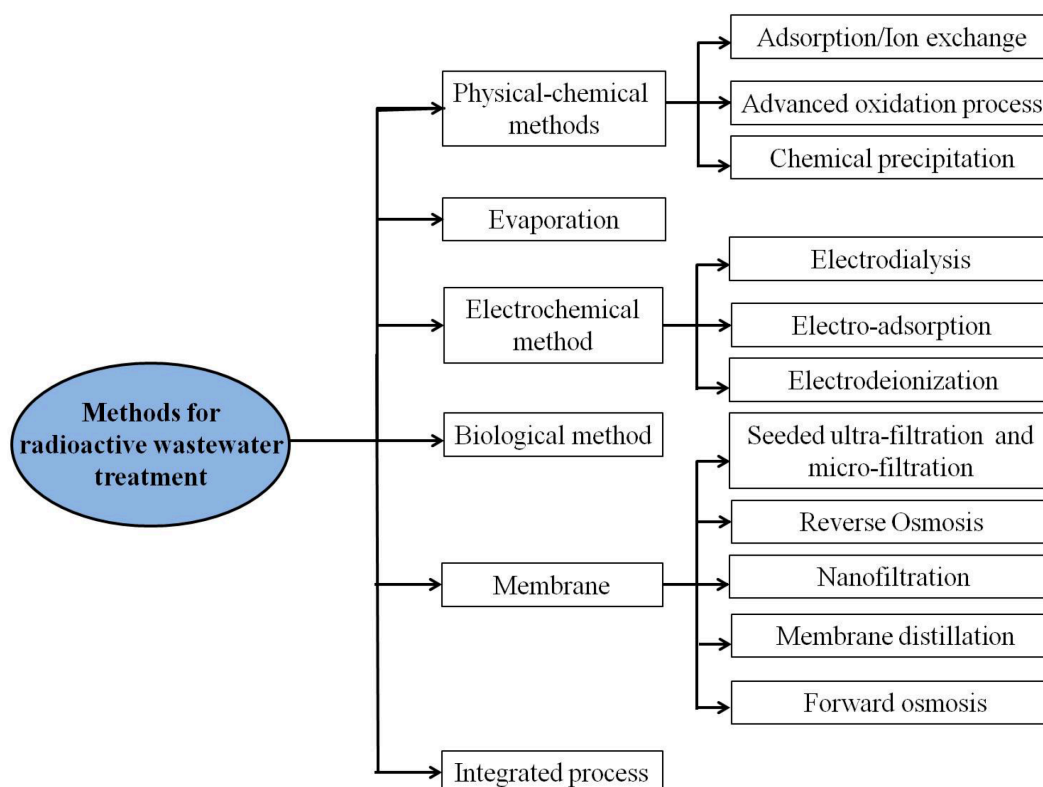 Methods for
radioactive wastewater
treatment
Physical-chemical
methods
Adsorption/Ion exchange
Advanced oxidation process
Chemical precipitation
Evaporation
Electrochemical
method
Electrodialysis
Electro-adsorption
Electrodeionization
Biological method
Membrane
Seeded ultra-filtration and
micro-filtration
Reverse Osmosis
Nanofiltration
Membrane distillation
Forward osmosis
Integrated process